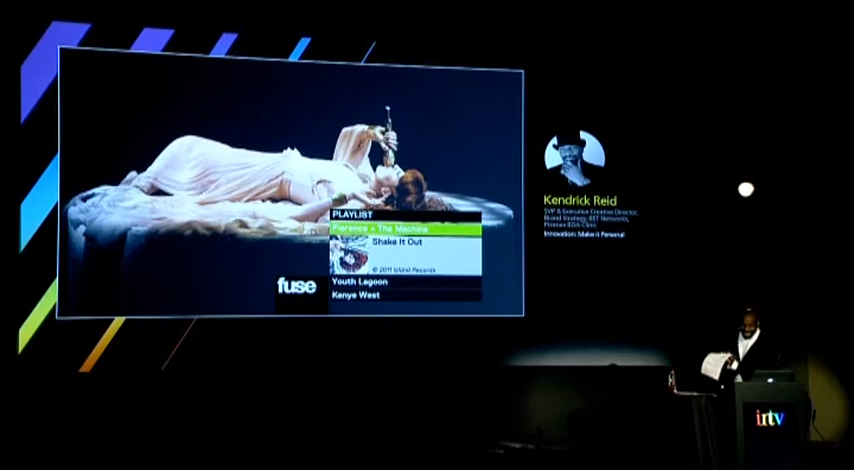 PLAYLIST
Florence + The Machine
Shake It Out
© 2011 Island Records
fuse
Youth Lagoon
Kanye West
Kendrick Reid
SVP & Executive Creative Director,
Brand Strategy, BET Networks,
Promax BDA Clinic
Innovation: Make it Personal
irtv